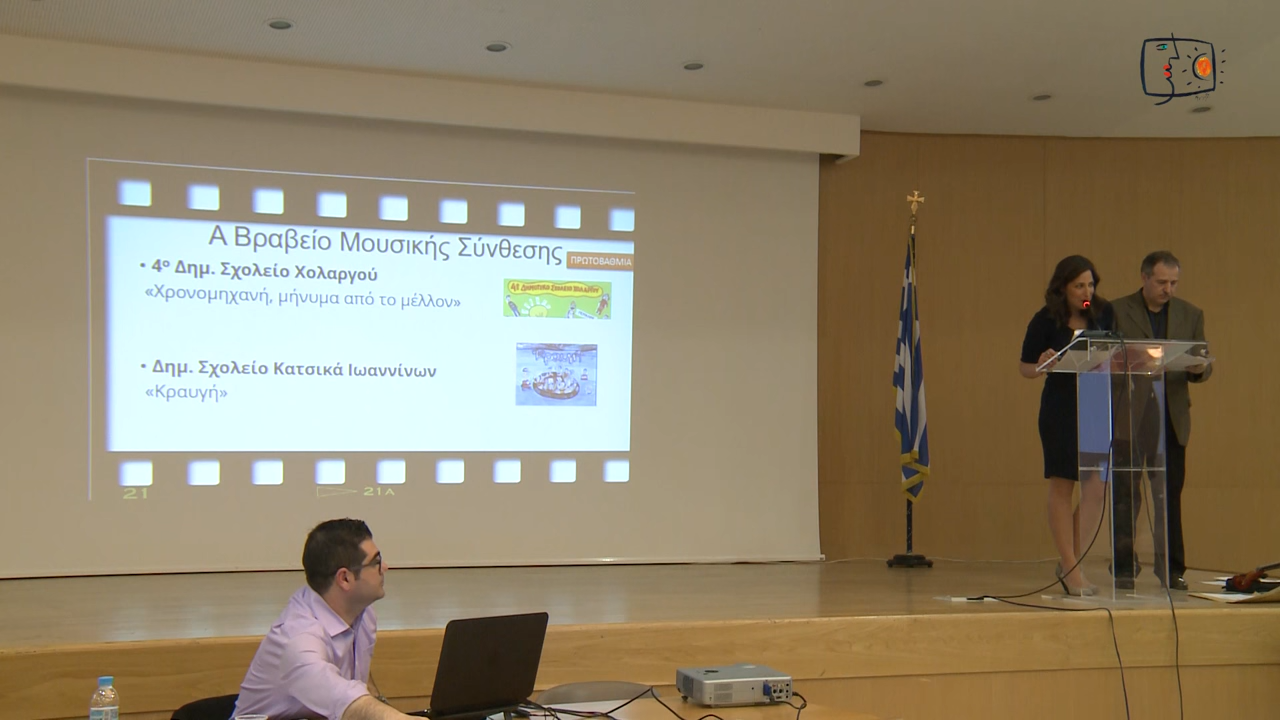 Α Βραβείο Μουσικής Σύνθεσης
ΠΡΩΤΟΒΑΘΜΙΑ
• 4ο Δημ. Σχολείο Χολαργού
«Χρονομηχανή, μήνυμα από το μέλλον»
• Δημ. Σχολείο Κατσικά Ιωαννίνων
«Κραυγή»
21
21A